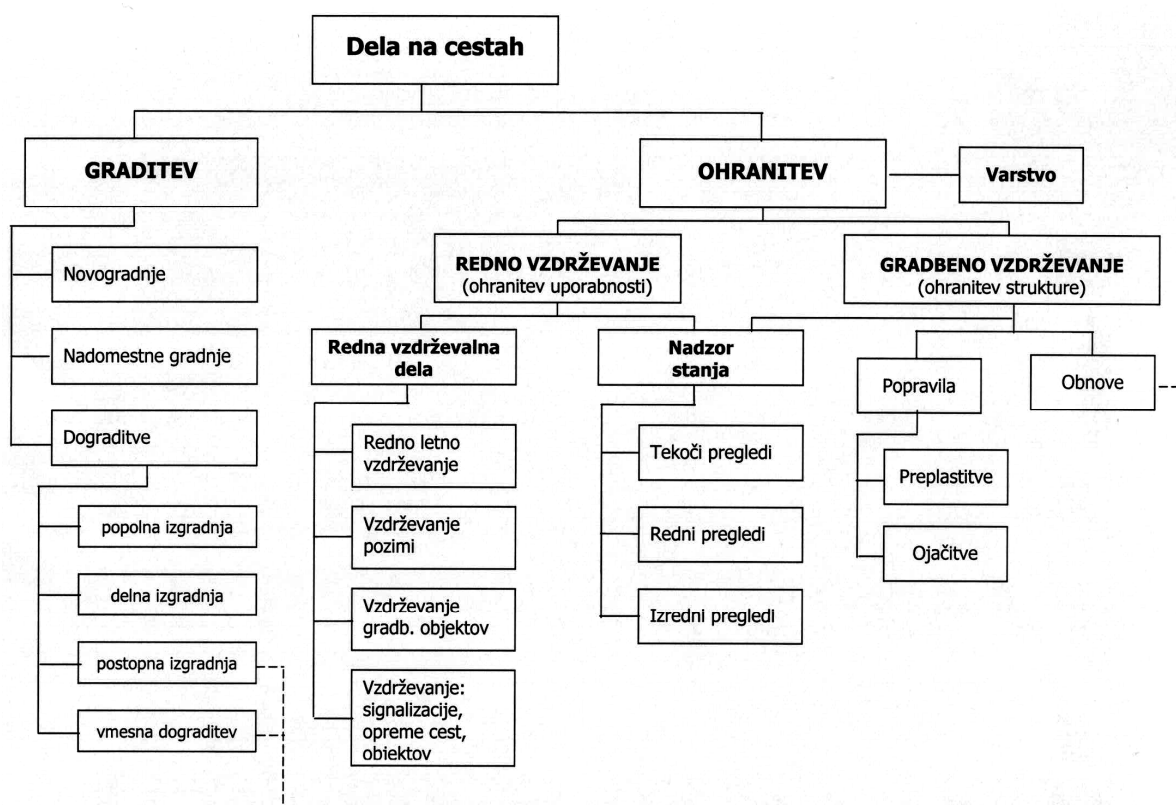 Dela na cestah
GRADITEV
OHRANITEV
Varstvo
Novogradnje
Nadomestne gradnje
Dograditve
popolna izgradnja
delna izgradnja
postopna izgradnja
vmesna dograditev
REDNO VZDRŽEVANJE
(ohranitev uporabnosti)
GRADBENO VZDRŽEVANJE
(ohranitev strukture)
Redna vzdrževalna
dela
Redno letno
vzdrževanje
Vzdrževanje
pozimi
Vzdrževanje
gradb. objektov
Vzdrževanje:
signalizacije,
opreme cest,
objektov
Nadzor
stanja
Tekoči pregledi
Redni pregledi
Izredni pregledi
Popravila
Obnove
Preplastitve
Ojačitve